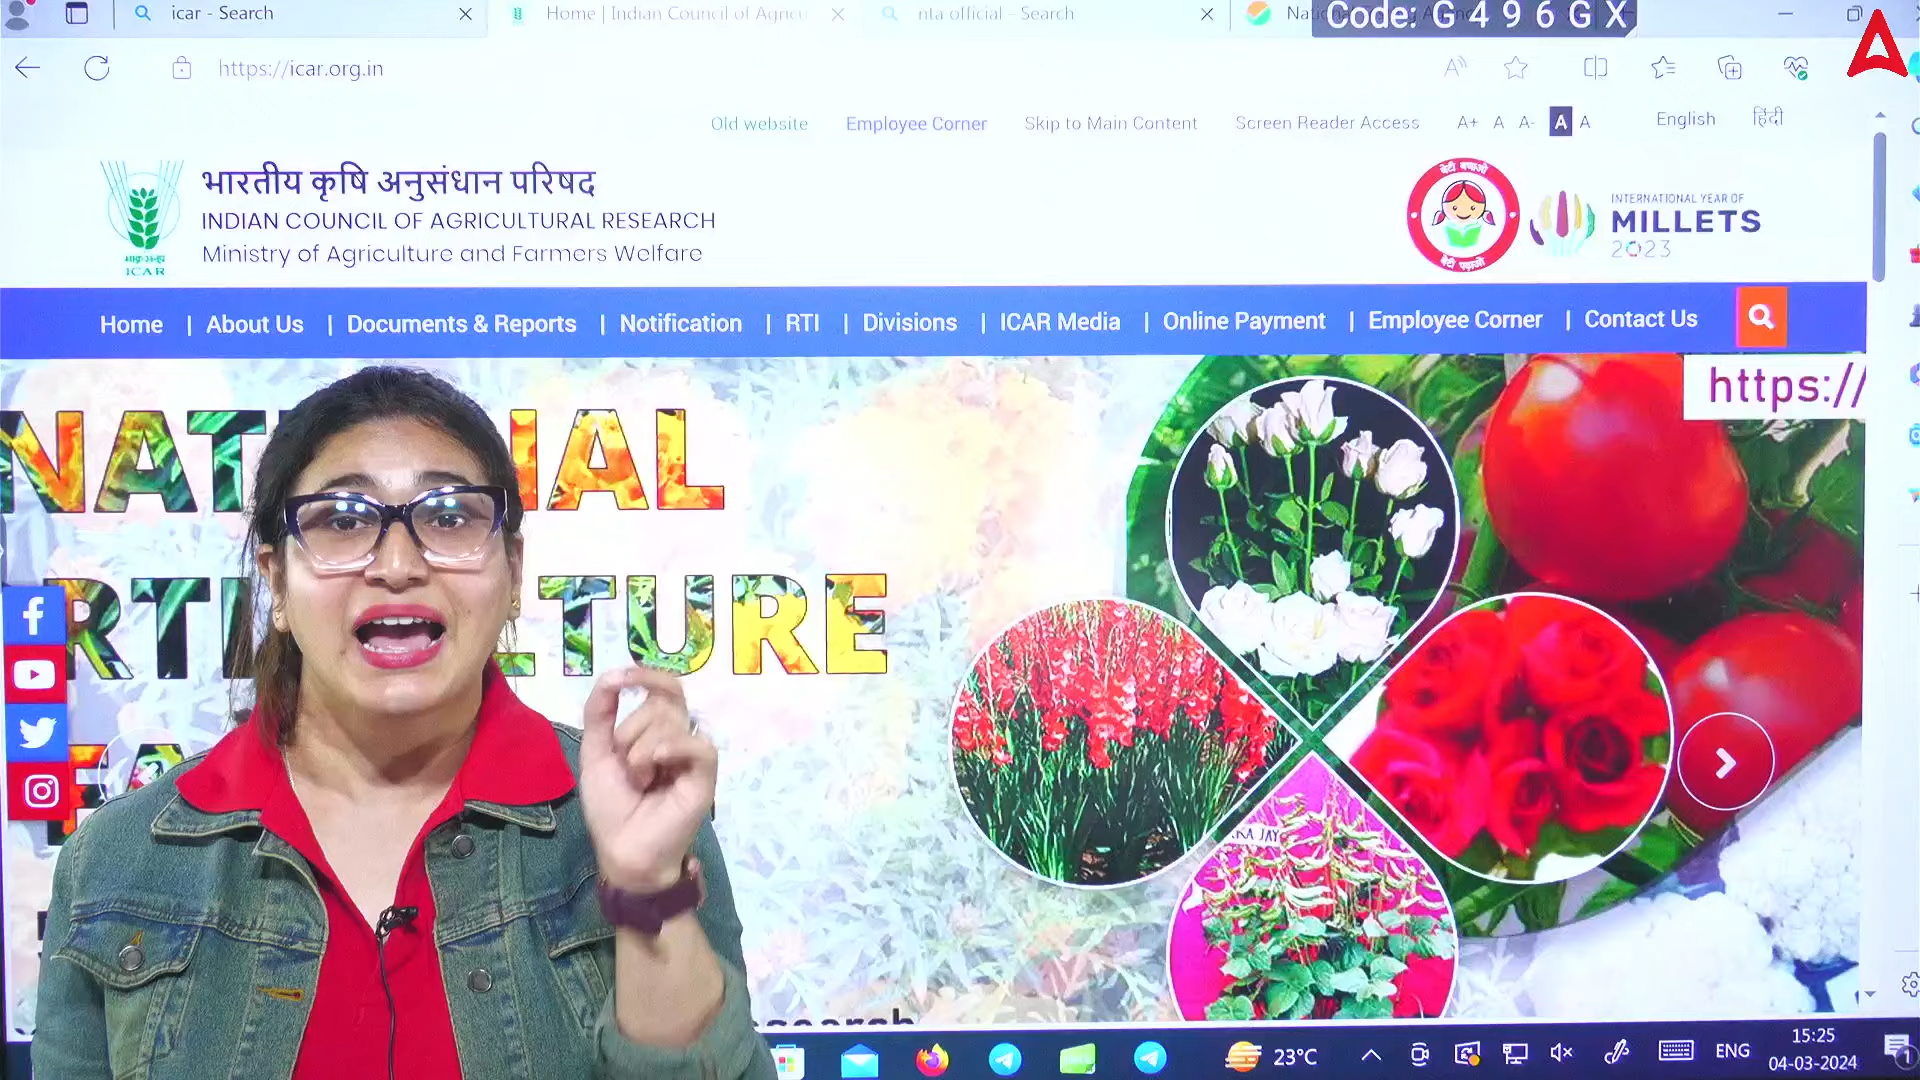 icar - Search
Home | Indian Council of Agricu
nta official - Search
Code: G 4 9 6 G X
https://icar.org.in
Old website
Employee Corner
Skip to Main Content
Screen Reader Access
A+ A A- A A
English
हिंदी
भारतीय कृषि अनुसंधान परिषद
INDIAN COUNCIL OF AGRICULTURAL RESEARCH
Ministry of Agriculture and Farmers Welfare
ICAR
बेटी बचाओ
बेटी पढ़ाओ
INTERNATIONAL YEAR OF
MILLETS
2023
Home | About Us | Documents & Reports | Notification | RTI | Divisions | ICAR Media | Online Payment | Employee Corner | Contact Us
https://
23°C
ENG
15:25
04-03-2024
1